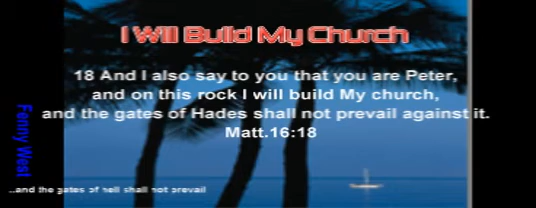 I Will Build My Church
18 And I also say to you that you are Peter,
and on this rock I will build My church,
and the gates of Hades shall not prevail against it.
Matt.16:18
Fenny West
...and the gates of hell shall not prevail